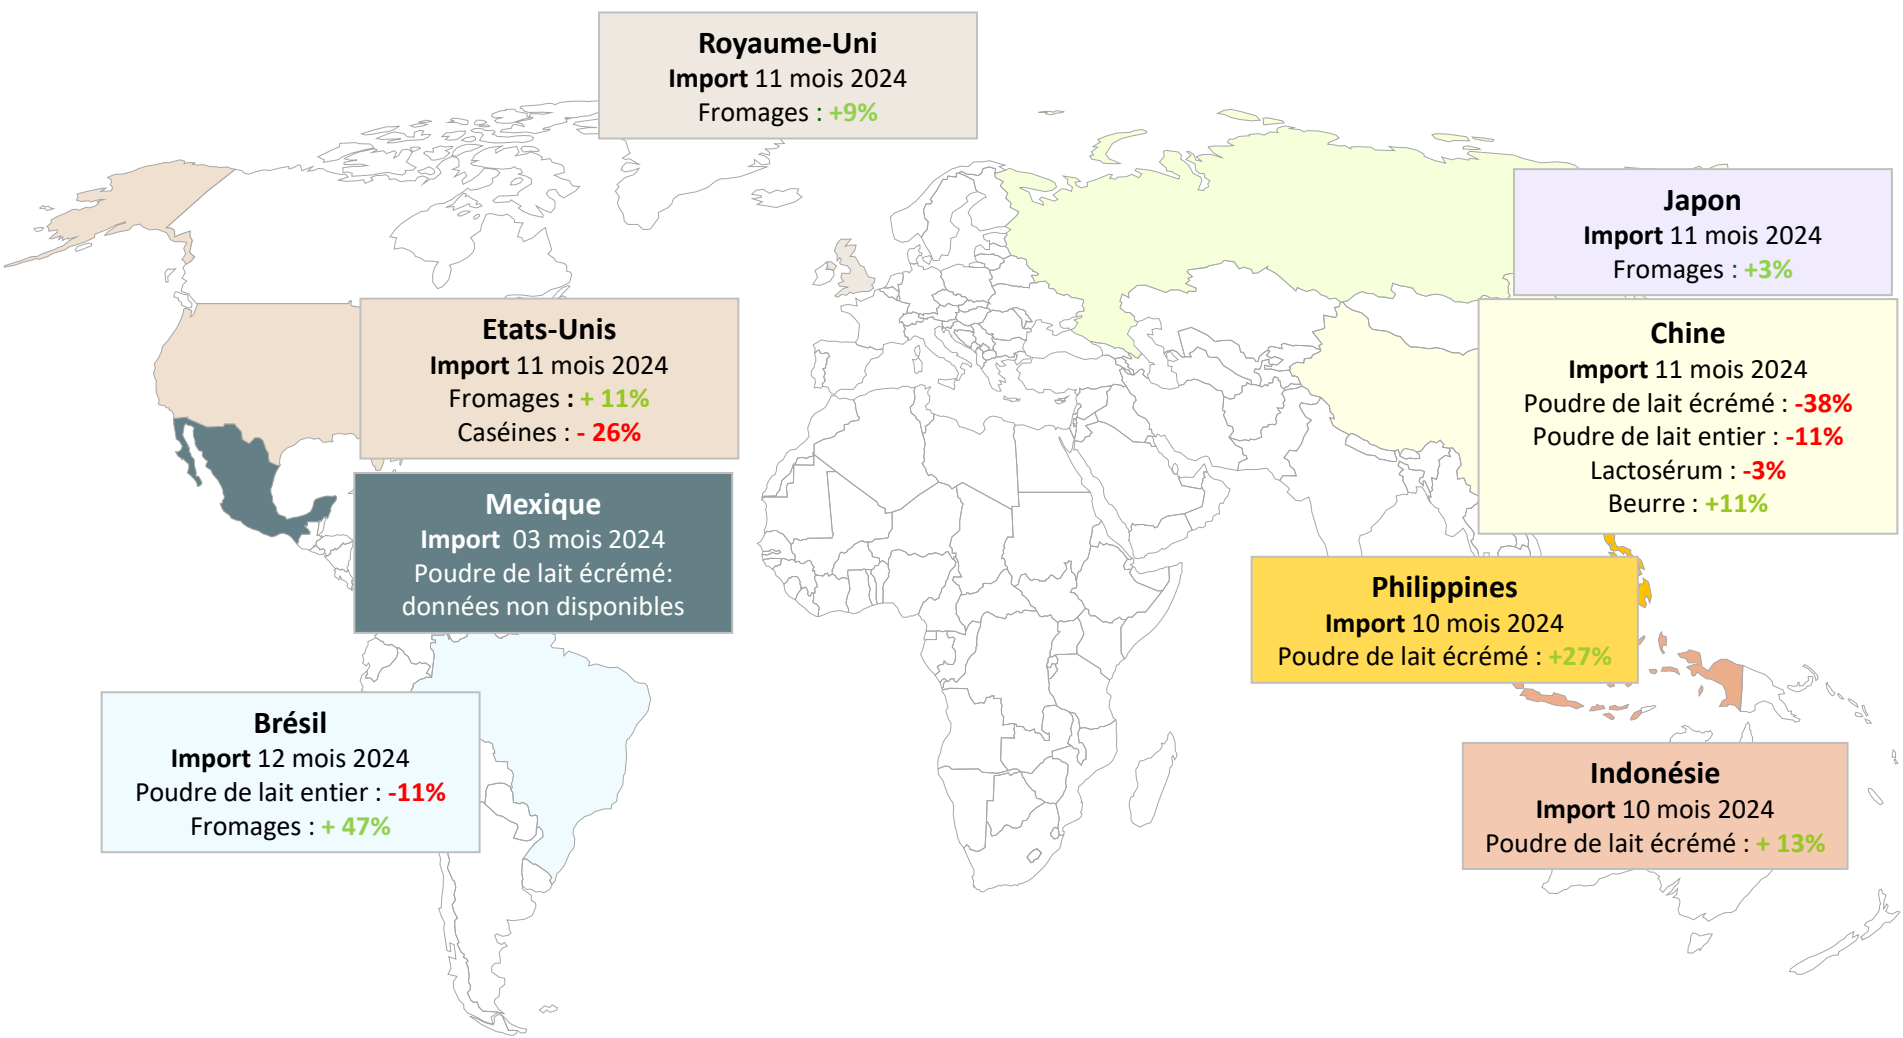 Royaume-Uni
Import 11 mois 2024
Fromages : +9%
Japon
Import 11 mois 2024
Fromages : +3%
Etats-Unis
Import 11 mois 2024
Fromages : + 11%
Caséines : - 26%
Chine
Import 11 mois 2024
Poudre de lait écrémé : -38%
Poudre de lait entier : -11%
Lactosérum : -3%
Beurre : +11%
Mexique
Import 03 mois 2024
Poudre de lait écrémé:
données non disponibles
Philippines
Import 10 mois 2024
Poudre de lait écrémé : +27%
Brésil
Import 12 mois 2024
Poudre de lait entier : -11%
Fromages : + 47%
Indonésie
Import 10 mois 2024
Poudre de lait écrémé : + 13%